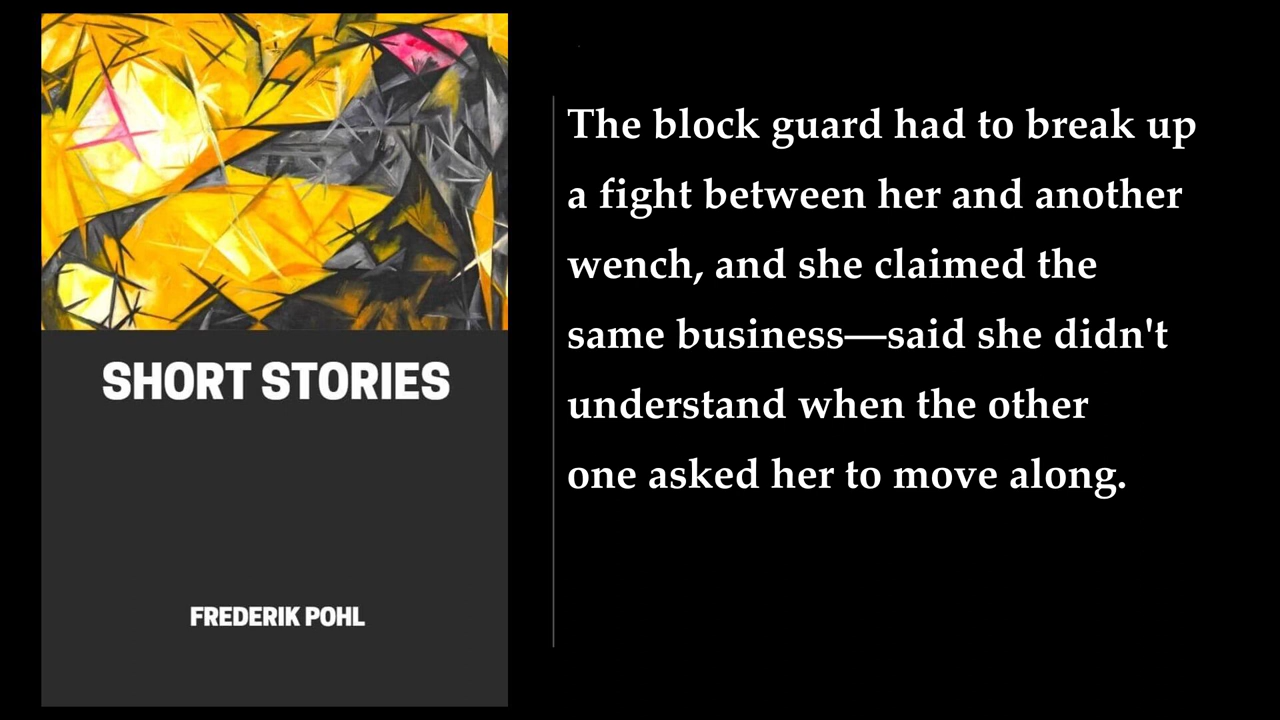 SHORT STORIES
FREDERIK POHL
The block guard had to break up
a fight between her and another
wench, and she claimed the
same business—said she didn't
understand when the other
one asked her to move along.